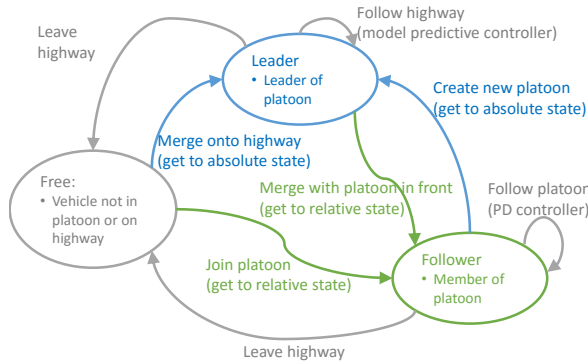 Leave
highway
Follow highway
(model predictive controller)
Leader
• Leader of
platoon
Create new platoon
(get to absolute state)
Merge onto highway
(get to absolute state)
Free:
• Vehicle not in
platoon or on
highway
Merge with platoon in front
(get to relative state)
Follow platoon
(PD controller)
Join platoon
(get to relative state)
Follower
• Member of
platoon
Leave highway